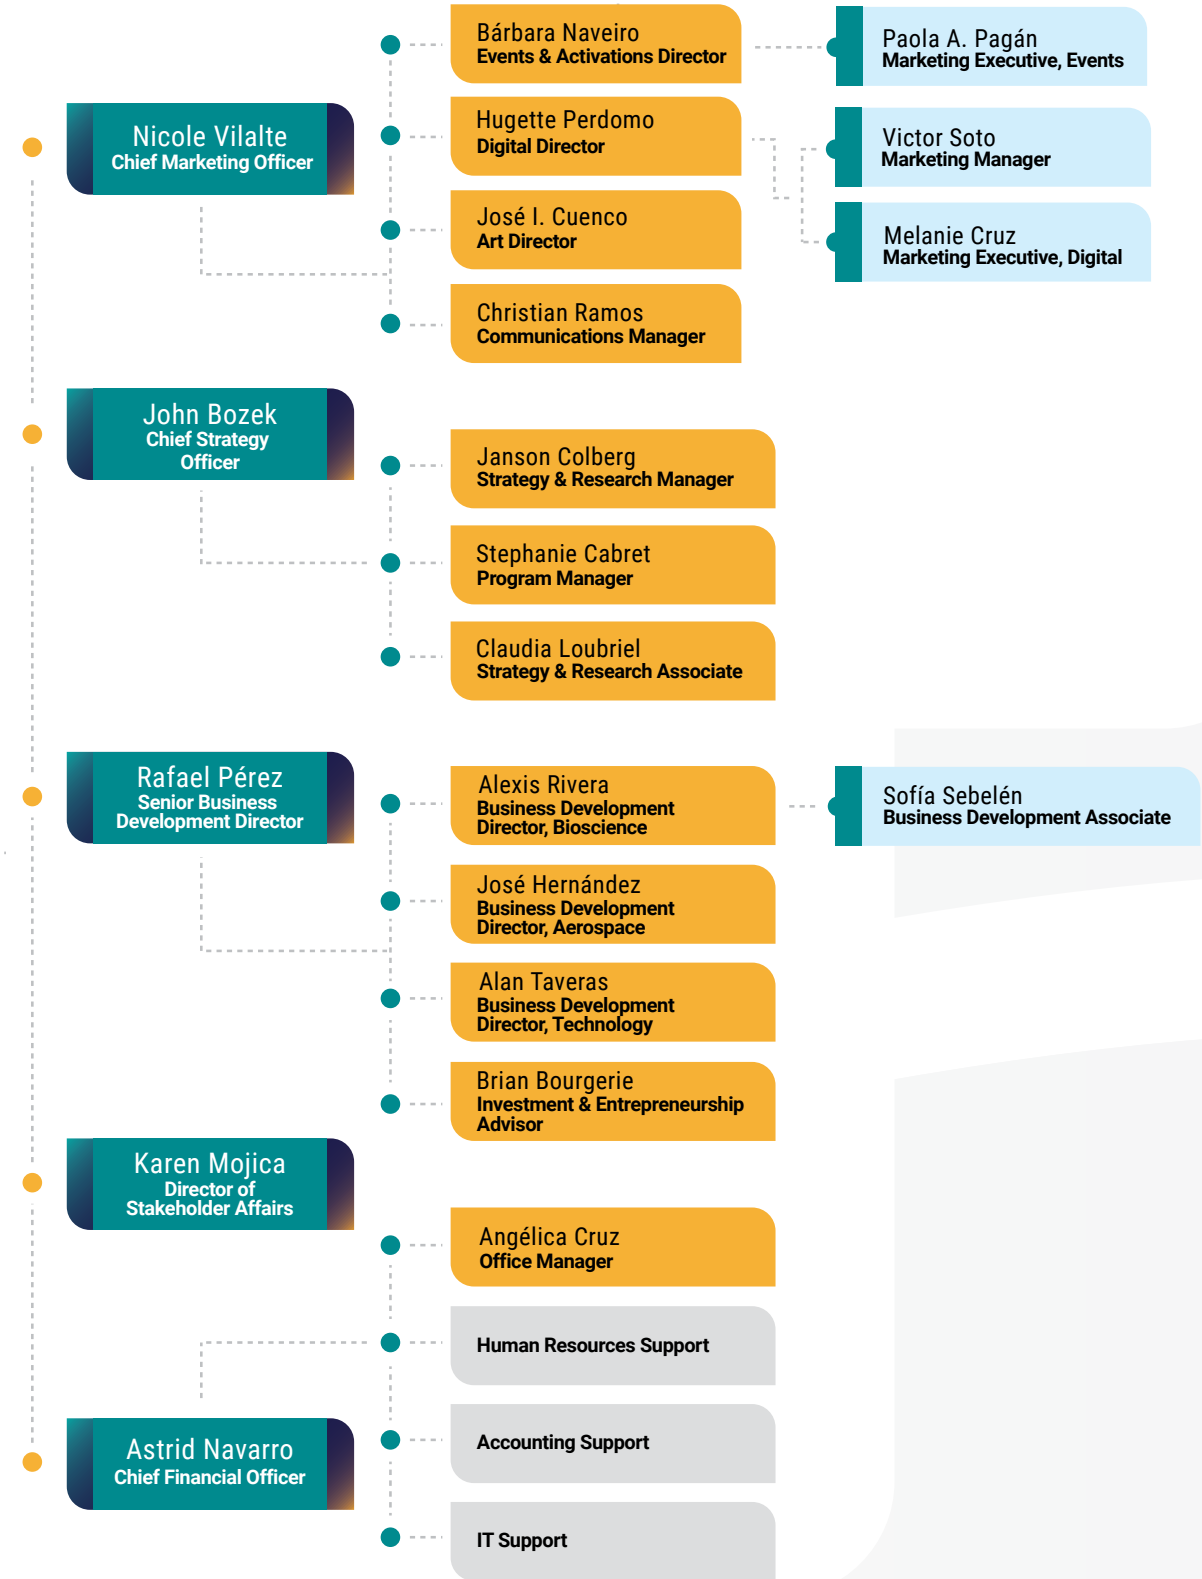 Bárbara Naveiro
Events & Activations Director
Paola A. Pagán
Marketing Executive, Events
Nicole Vilalte
Chief Marketing Officer
Hugette Perdomo
Digital Director
Victor Soto
Marketing Manager
José I. Cuenco
Art Director
Melanie Cruz
Marketing Executive, Digital
Christian Ramos
Communications Manager
John Bozek
Chief Strategy
Officer
Janson Colberg
Strategy & Research Manager
Stephanie Cabret
Program Manager
Claudia Loubriel
Strategy & Research Associate
Rafael Pérez
Senior Business
Development Director
Alexis Rivera
Business Development
Director, Bioscience
Sofía Sebelén
Business Development Associate
José Hernández
Business Development
Director, Aerospace
Alan Taveras
Business Development
Director, Technology
Brian Bourgerie
Investment & Entrepreneurship
Advisor
Karen Mojica
Director of
Stakeholder Affairs
Angélica Cruz
Office Manager
Human Resources Support
Astrid Navarro
Chief Financial Officer
Accounting Support
IT Support